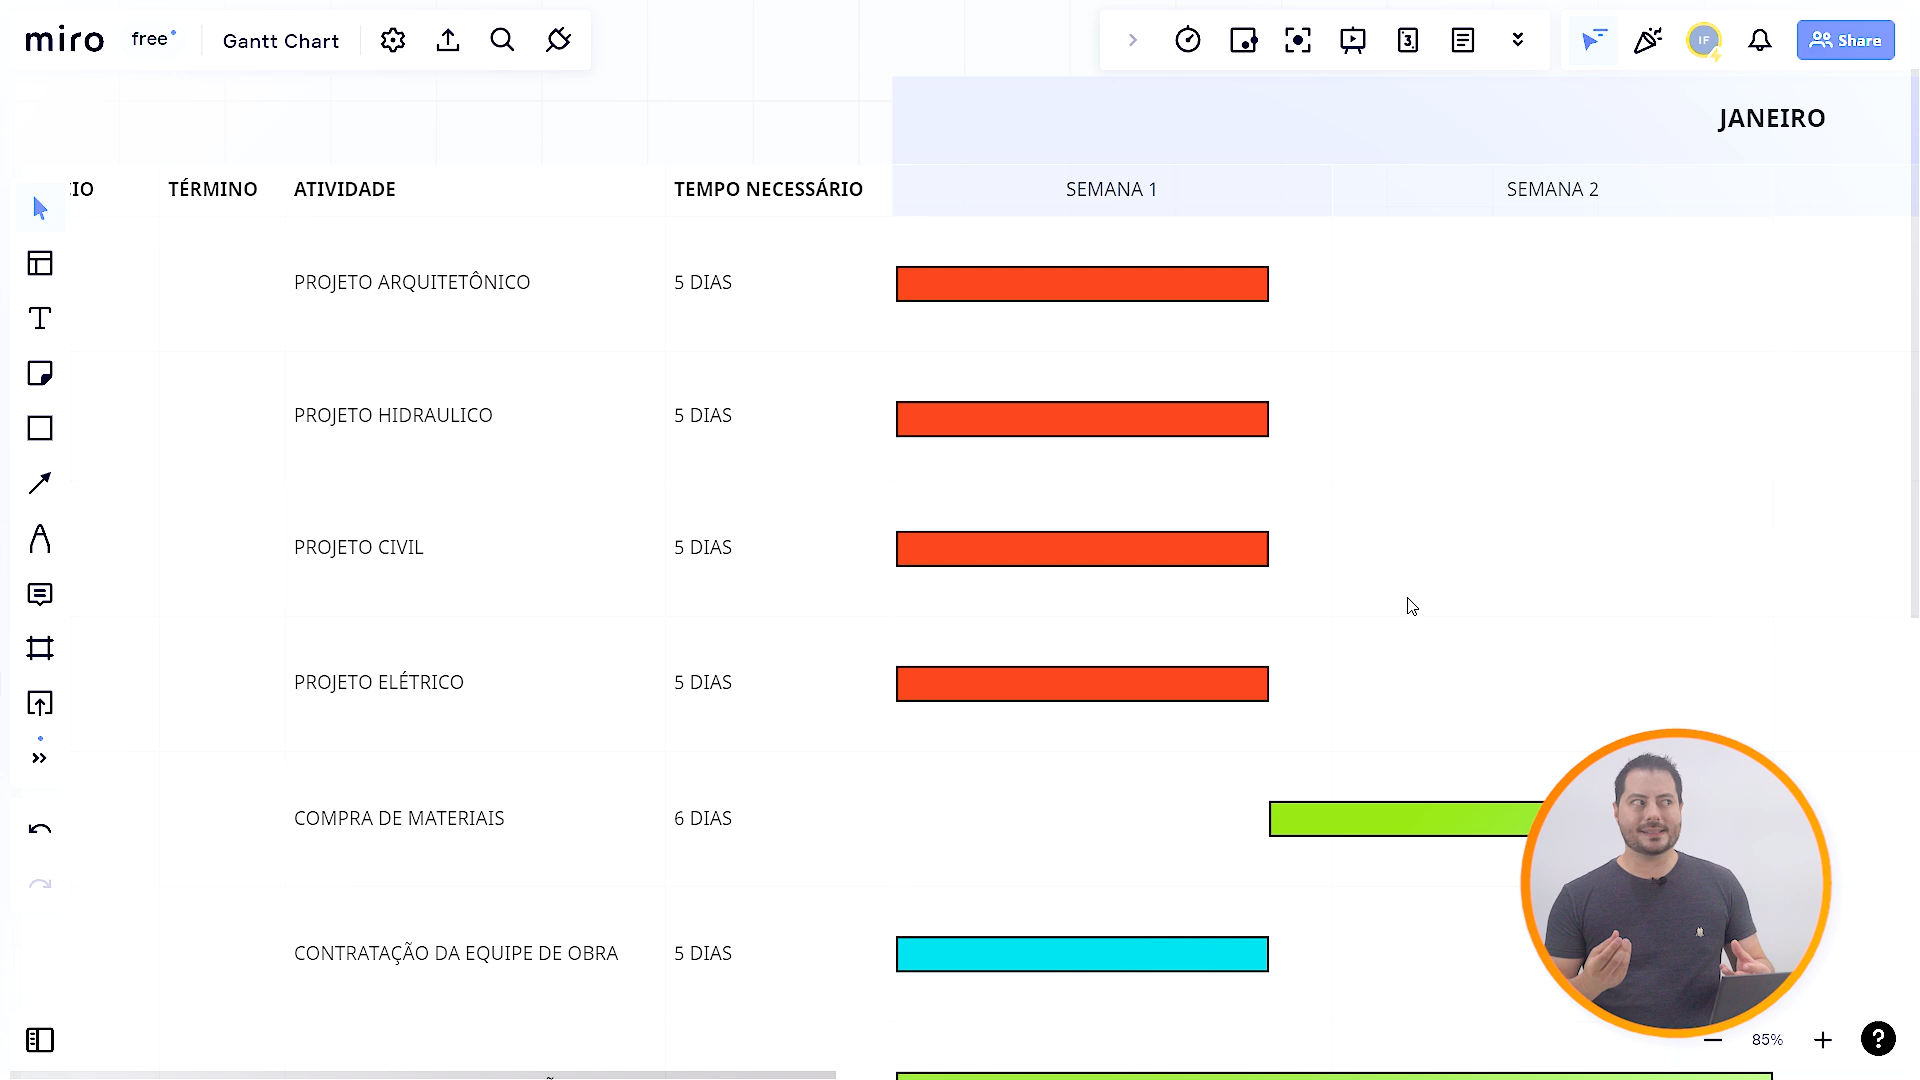 miro free Gantt Chart
3
IF
Share
JANEIRO
TÉRMINO ATIVIDADE TEMPO NECESSÁRIO SEMANA 1 SEMANA 2
PROJETO ARQUITETÔNICO 5 DIAS
PROJETO HIDRAULICO 5 DIAS
PROJETO CIVIL 5 DIAS
PROJETO ELÉTRICO 5 DIAS
COMPRA DE MATERIAIS 6 DIAS
CONTRATAÇÃO DA EQUIPE DE OBRA 5 DIAS
85%